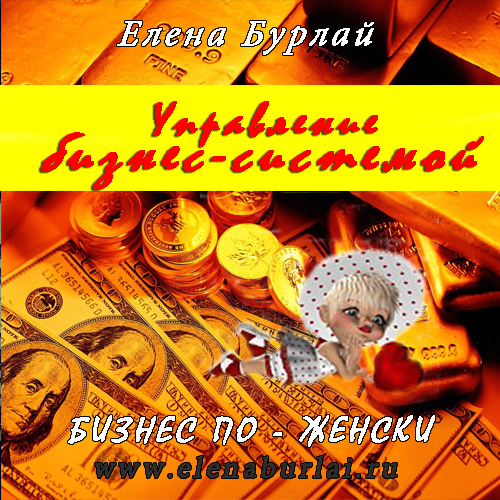 Елена Бурлай
Управление
бизнес-системой
БИЗНЕС ПО - ЖЕНСКИ
www.elenaburlai.ru